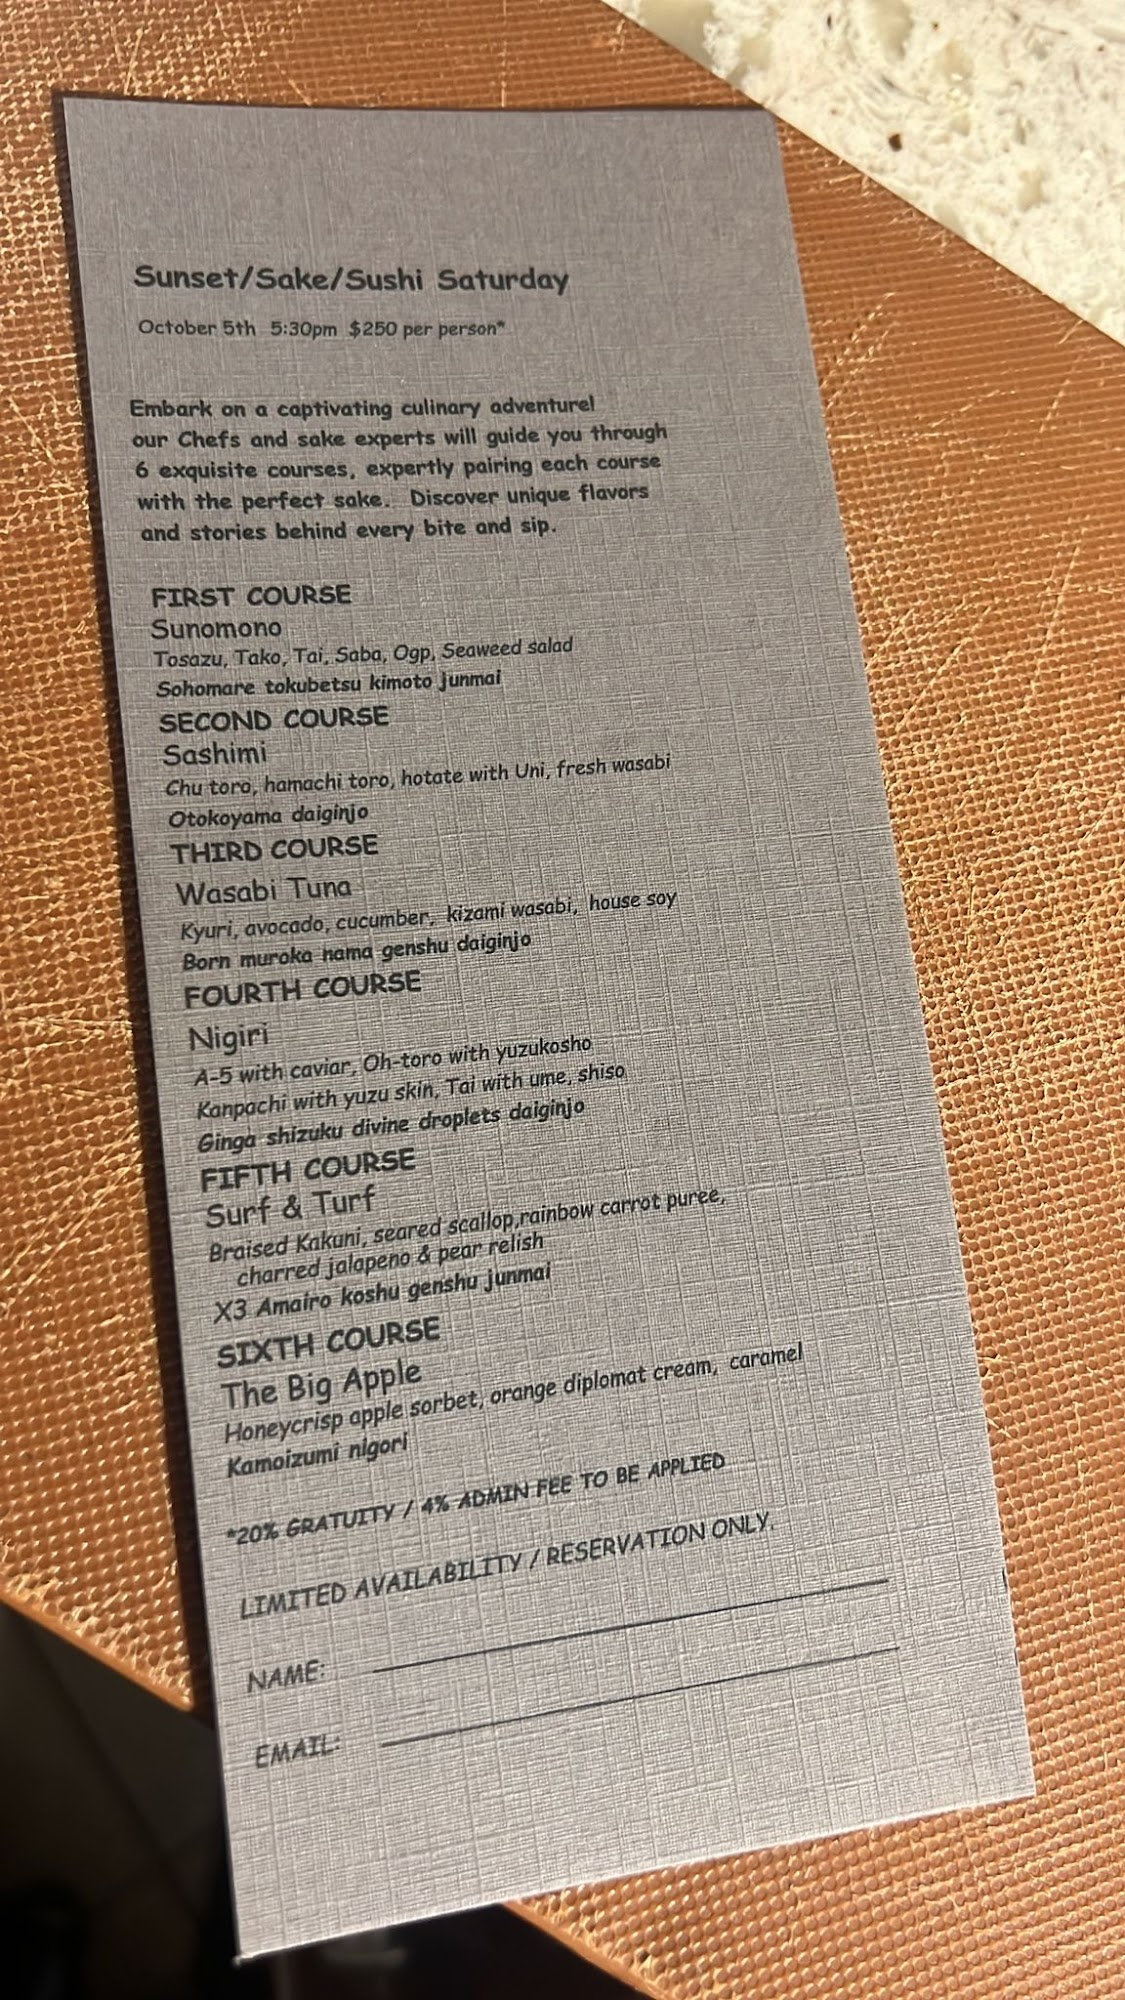 Sunset/Sake/Sushi Saturday
October 5th 5:30pm $250 per person*
Embark on a captivating culinary adventure!
our Chefs and sake experts will guide you through
6 exquisite courses, expertly pairing each course
with the perfect sake. Discover unique flavors
and stories behind every bite and sip.
FIRST COURSE
Sunomono
Tosazu, Tako, Tai, Saba, Ogp, Seaweed salad
Sohomare tokubetsu kimoto junmai
SECOND COURSE
Sashimi
Chu toro, hamachi toro, hotate with Uni, fresh wasabi
Otokoyama daiginjo
THIRD COURSE
Wasabi Tuna
Kyuri, avocado, cucumber, kizami wasabi, house soy
Born muroka nama genshu daiginjo
FOURTH COURSE
Nigiri
A-5 with caviar, Oh-toro with yuzukosho
Kanpachi with yuzu skin, Tai with ume, shiso
Ginga shizuku divine droplets daiginjo
FIFTH COURSE
Surf & Turf
Braised Kakuni, seared scallop,rainbow carrot puree,
charred jalapeno & pear relish
X3 Amairo koshu genshu junmai
SIXTH COURSE
The Big Apple
Honeycrisp apple sorbet, orange diplomat cream, caramel
Kamoizumi nigori
*20% GRATUITY / 4% ADMIN FEE TO BE APPLIED
LIMITED AVAILABILITY / RESERVATION ONLY.
NAME:
EMAIL: